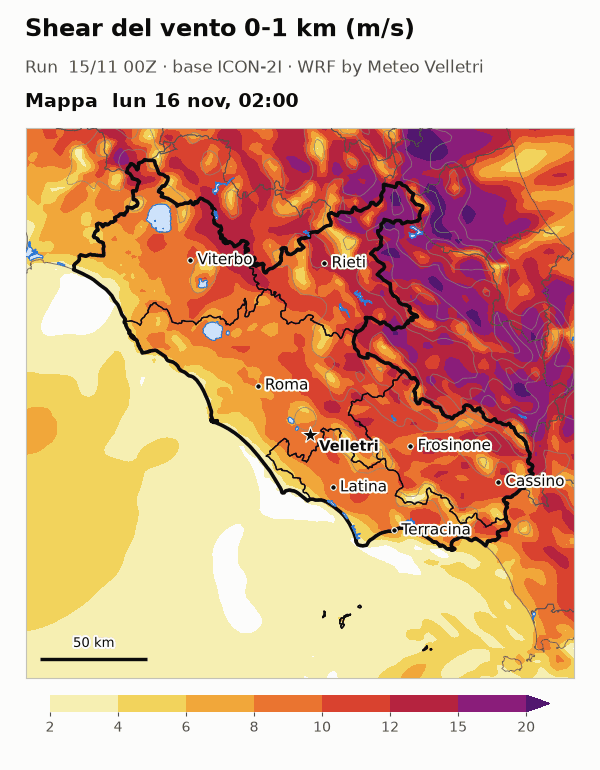 Shear del vento 0-1 km (m/s)
Run 15/11 00Z · base ICON-2I · WRF by Meteo Velletri
Mappa lun 16 nov, 02:00
Viterbo
Rieti
Roma
Velletri
Frosinone
Cassino
Latina
Terracina
50 km
2 4 6 8 10 12 15 20